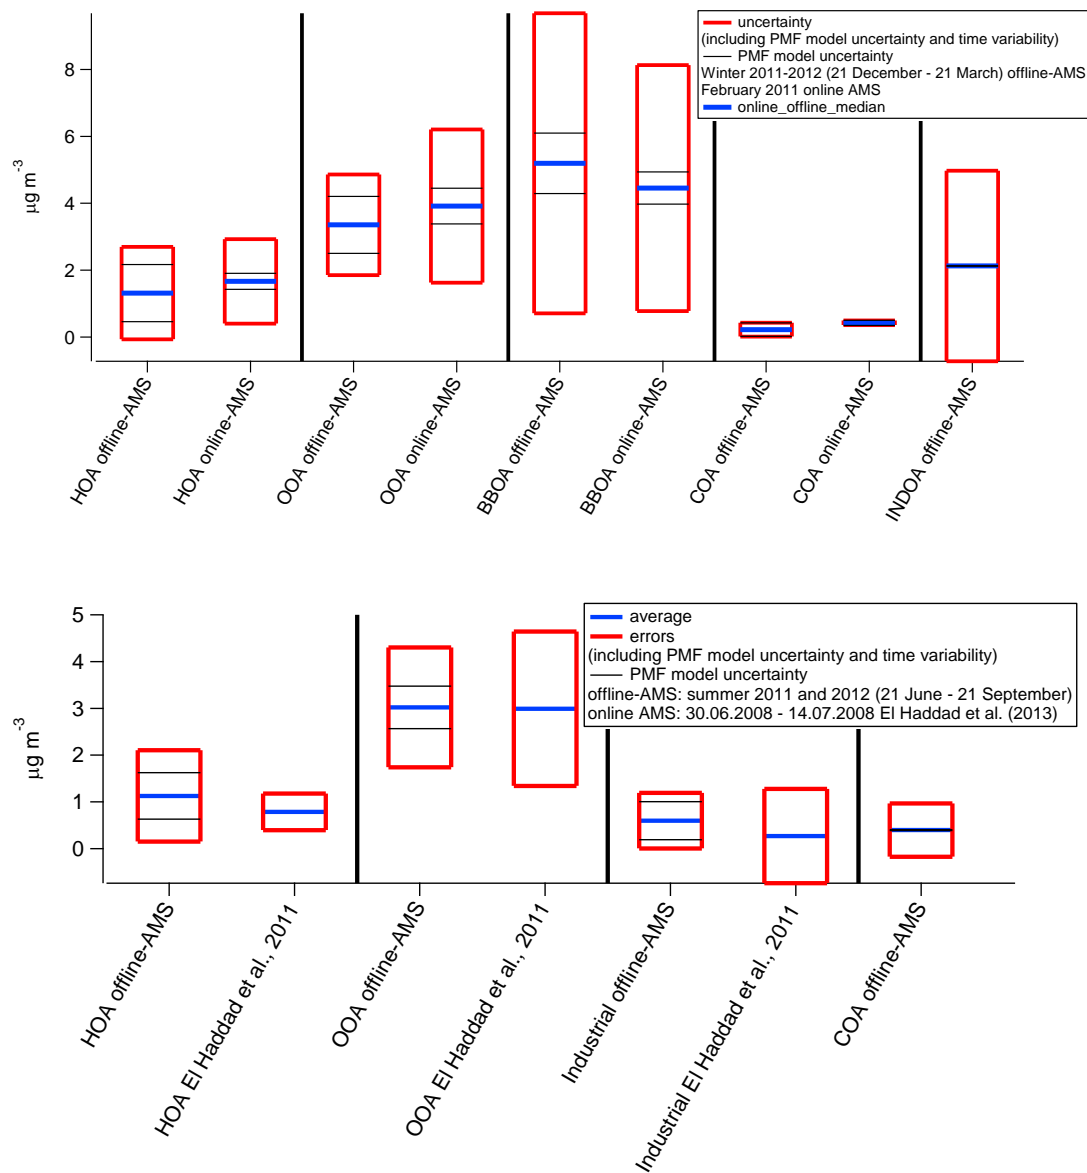 uncertainty
(including PMF model uncertainty and time variability)
PMF model uncertainty
Winter 2011-2012 (21 December - 21 March) offline-AMS
February 2011 online AMS
online_offline_median
8
6
4
2
0
µg m⁻³
HOA offline-AMS
HOA online-AMS
OOA offline-AMS
OOA online-AMS
BBOA offline-AMS
BBOA online-AMS
COA offline-AMS
COA online-AMS
INDOA offline-AMS
average
errors
(including PMF model uncertainty and time variability)
PMF model uncertainty
offline-AMS: summer 2011 and 2012 (21 June - 21 September)
online AMS: 30.06.2008 - 14.07.2008 El Haddad et al. (2013)
5
4
3
2
1
0
µg m⁻³
HOA offline-AMS
HOA El Haddad et al., 2011
OOA offline-AMS
OOA El Haddad et al., 2011
Industrial offline-AMS
Industrial El Haddad et al., 2011
COA offline-AMS